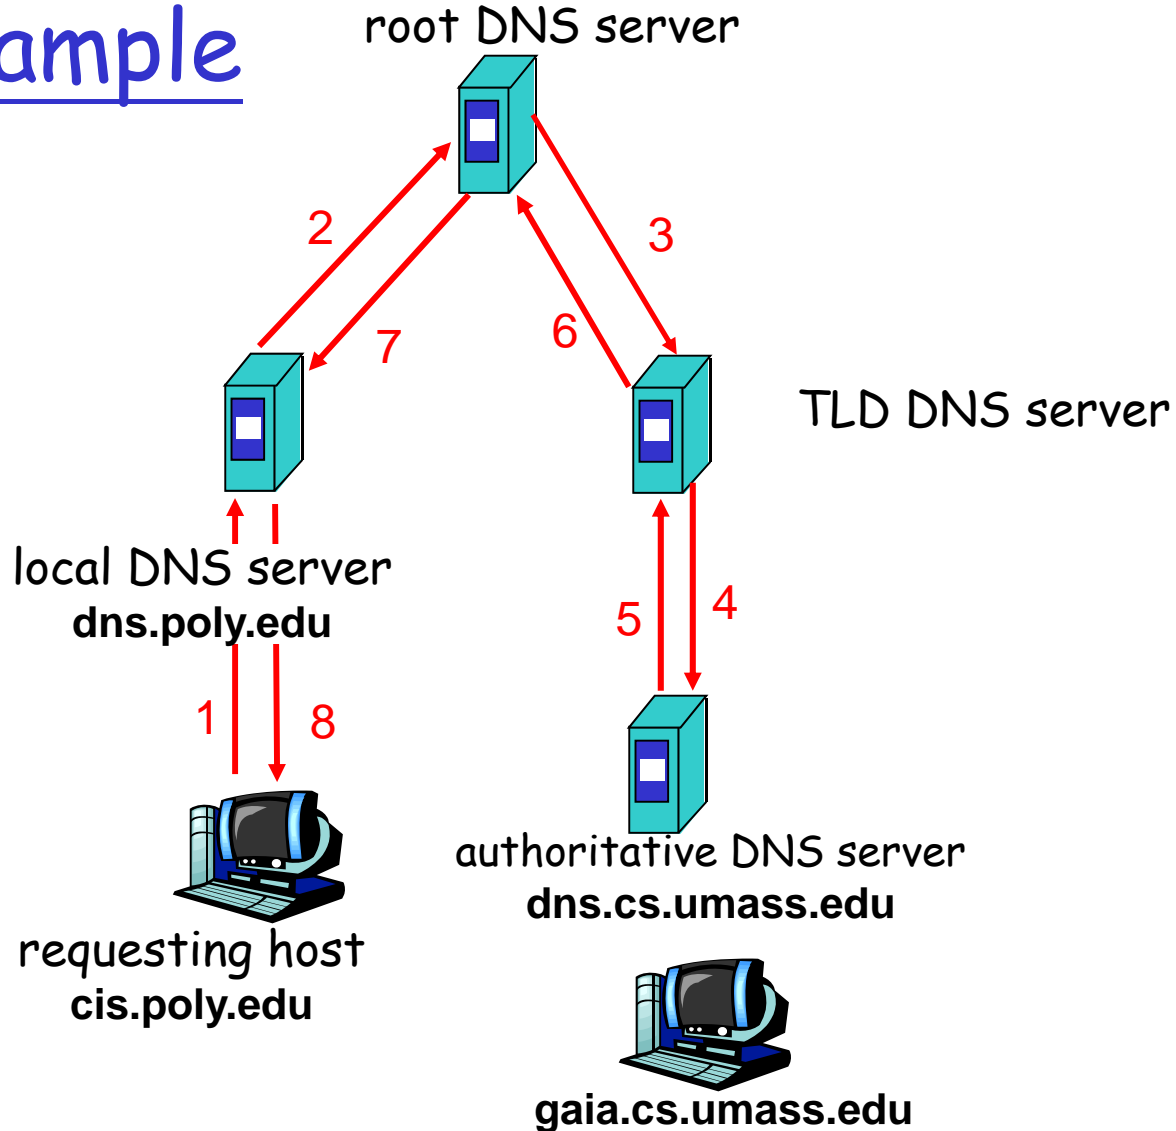 ample
root DNS server
2
3
7
6
TLD DNS server
local DNS server
dns.poly.edu
5
4
1
8
authoritative DNS server
dns.cs.umass.edu
requesting host
cis.poly.edu
gaia.cs.umass.edu